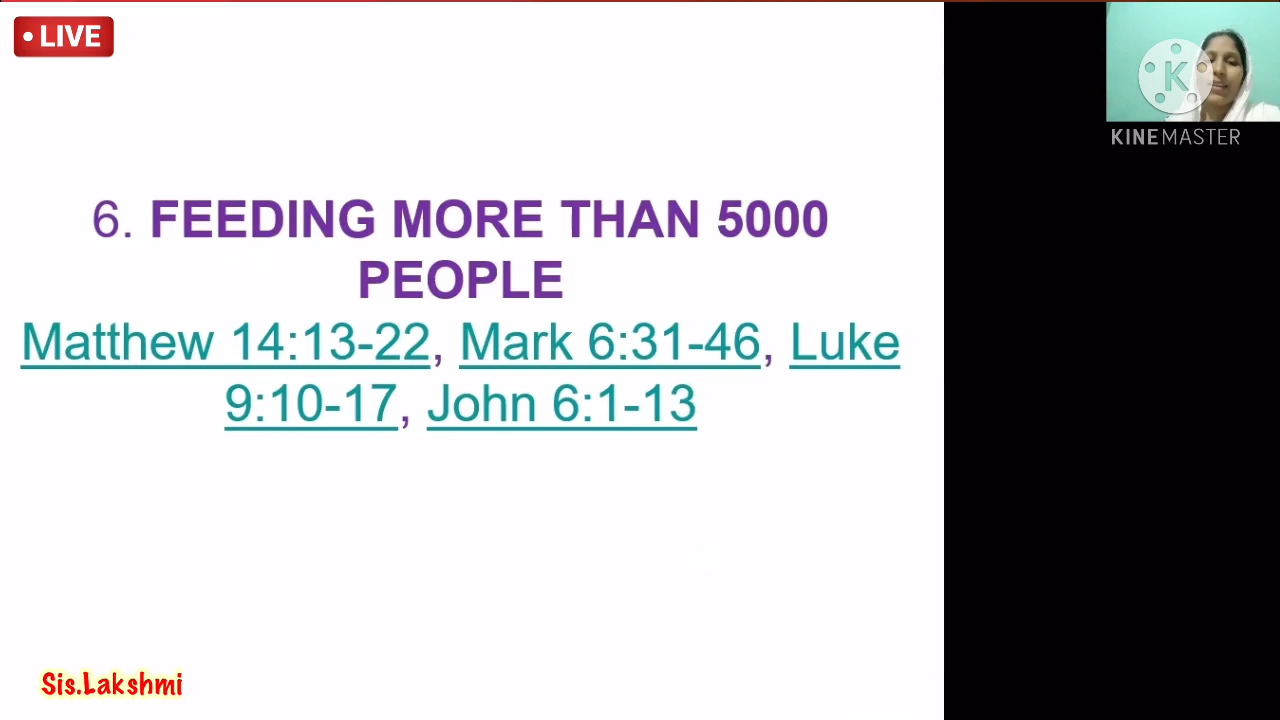 • LIVE
K
KINEMASTER
6. FEEDING MORE THAN 5000
PEOPLE
Matthew 14:13-22, Mark 6:31-46, Luke
9:10-17, John 6:1-13
Sis.Lakshmi